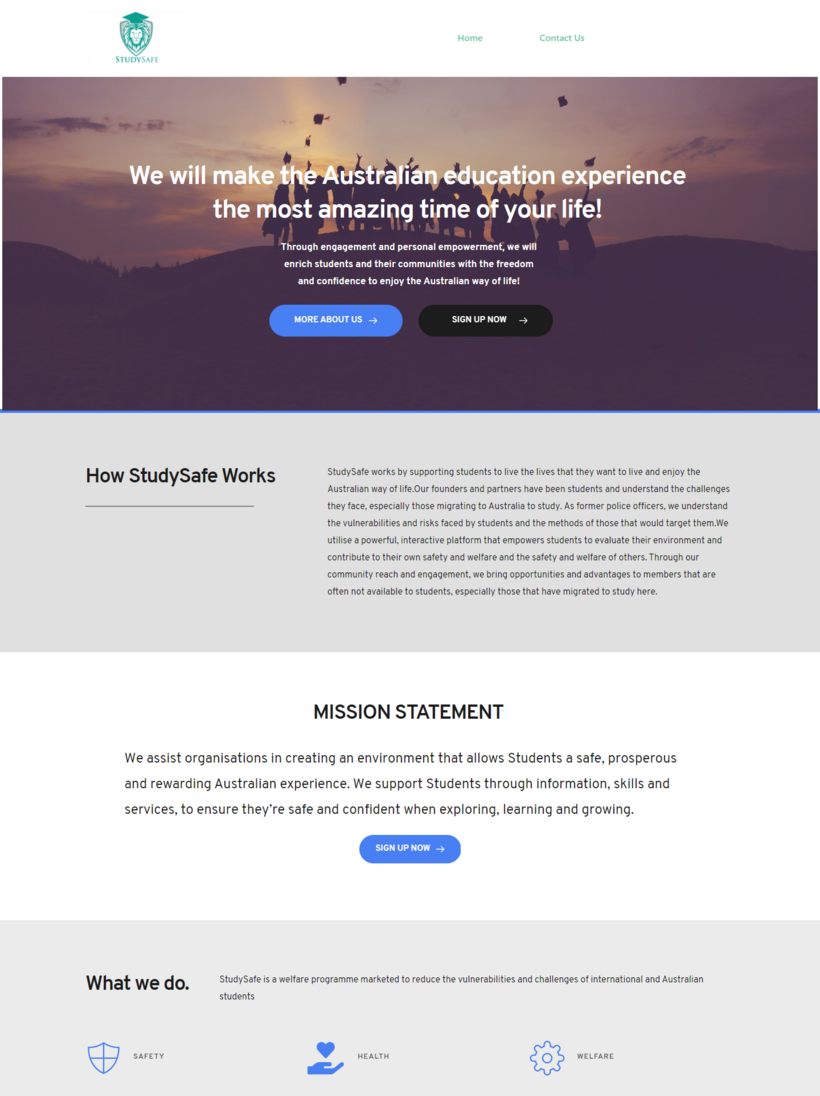 STUDYSAFE
Home
Contact Us
We will make the Australian education experience
the most amazing time of your life!
Through engagement and personal empowerment, we will
enrich students and their communities with the freedom
and confidence to enjoy the Australian way of life!
MORE ABOUT US
SIGN UP NOW
How StudySafe Works
StudySafe works by supporting students to live the lives that they want to live and enjoy the
Australian way of life.Our founders and partners have been students and understand the challenges
they face, especially those migrating to Australia to study. As former police officers, we understand
the vulnerabilities and risks faced by students and the methods of those that would target them.We
utilise a powerful, interactive platform that empowers students to evaluate their environment and
contribute to their own safety and welfare and the safety and welfare of others. Through our
community reach and engagement, we bring opportunities and advantages to members that are
often not available to students, especially those that have migrated to study here.
MISSION STATEMENT
We assist organisations in creating an environment that allows Students a safe, prosperous
and rewarding Australian experience. We support Students through information, skills and
services, to ensure they're safe and confident when exploring, learning and growing.
SIGN UP NOW
What we do.
StudySafe is a welfare programme marketed to reduce the vulnerabilities and challenges of international and Australian
students
SAFETY
HEALTH
WELFARE